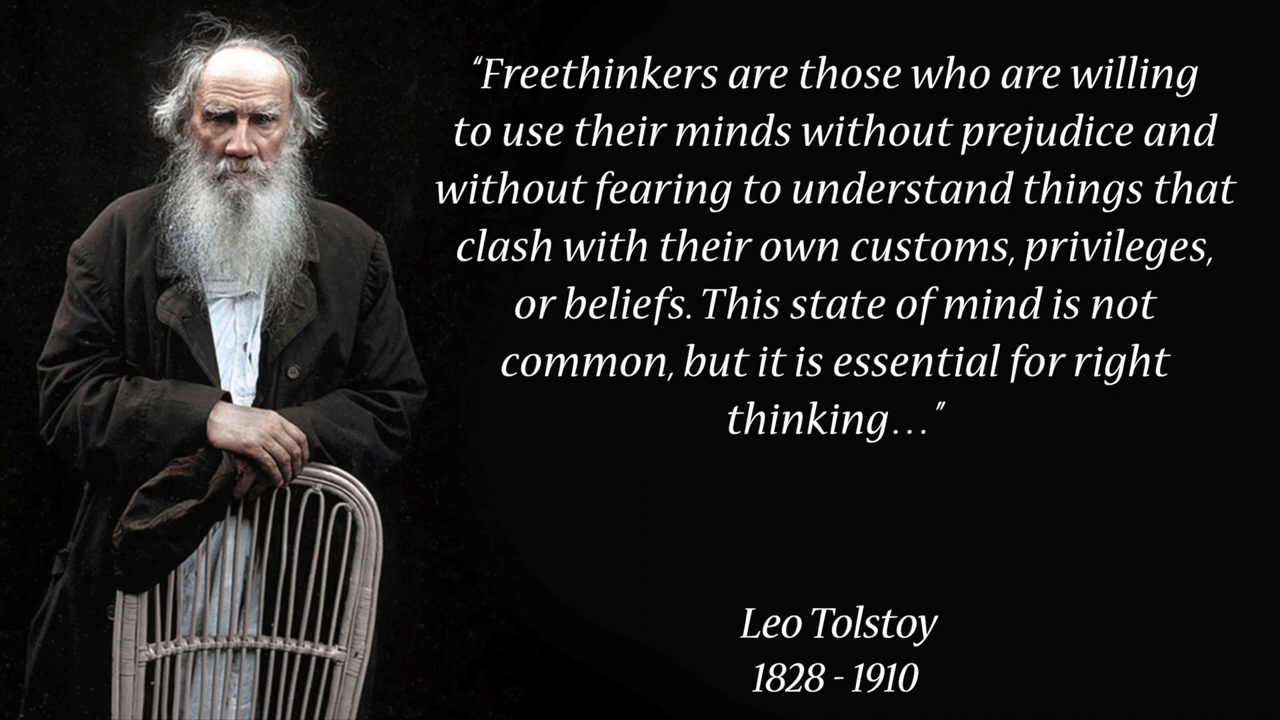 “Freethinkers are those who are willing
to use their minds without prejudice and
without fearing to understand things that
clash with their own customs, privileges,
or beliefs. This state of mind is not
common, but it is essential for right
thinking…”
Leo Tolstoy
1828 - 1910